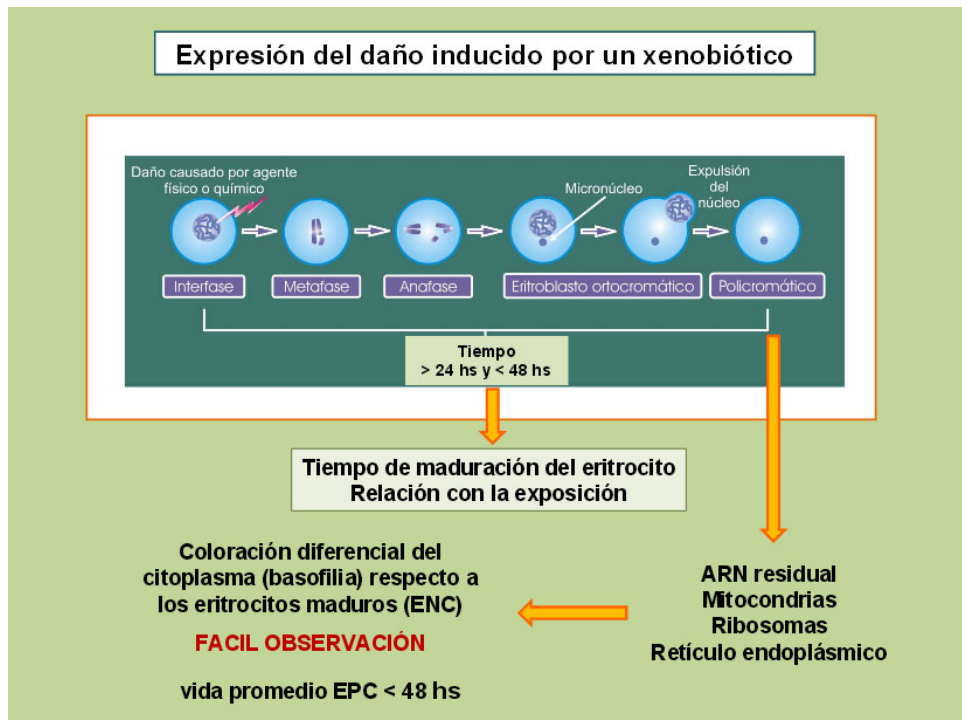 Expresión del daño inducido por un xenobiótico
Daño causado por agente
físico o químico
Micronúcleo
Expulsión
del
núcleo
Interfase
Metafase
Anafase
Eritroblasto ortocromático
Policromático
Tiempo
> 24 hs y < 48 hs
Tiempo de maduración del eritrocito
Relación con la exposición
Coloración diferencial del
citoplasma (basofilia) respecto a
los eritrocitos maduros (ENC)
FACIL OBSERVACIÓN
vida promedio EPC < 48 hs
ARN residual
Mitocondrias
Ribosomas
Retículo endoplásmico